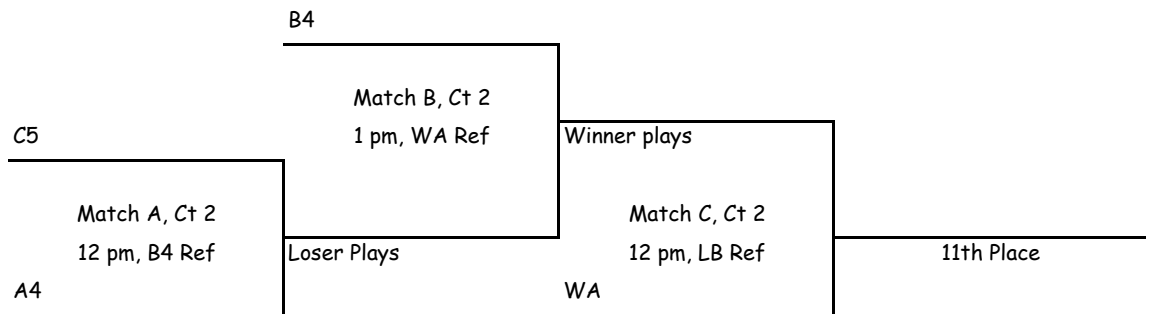 B4
Match B, Ct 2
1 pm, WA Ref
C5
Winner plays
Match A, Ct 2
12 pm, B4 Ref
Loser Plays
Match C, Ct 2
12 pm, LB Ref
11th Place
A4
WA